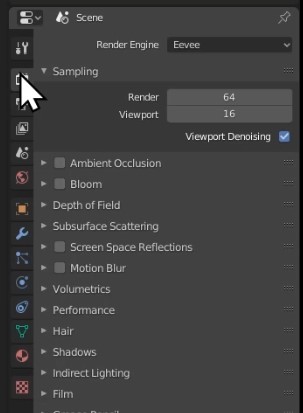 Scene
Render Engine Eevee
Sampling
Render 64
Viewport 16
Viewport Denoising
Ambient Occlusion
Bloom
Depth of Field
Subsurface Scattering
Screen Space Reflections
Motion Blur
Volumetrics
Performance
Hair
Shadows
Indirect Lighting
Film